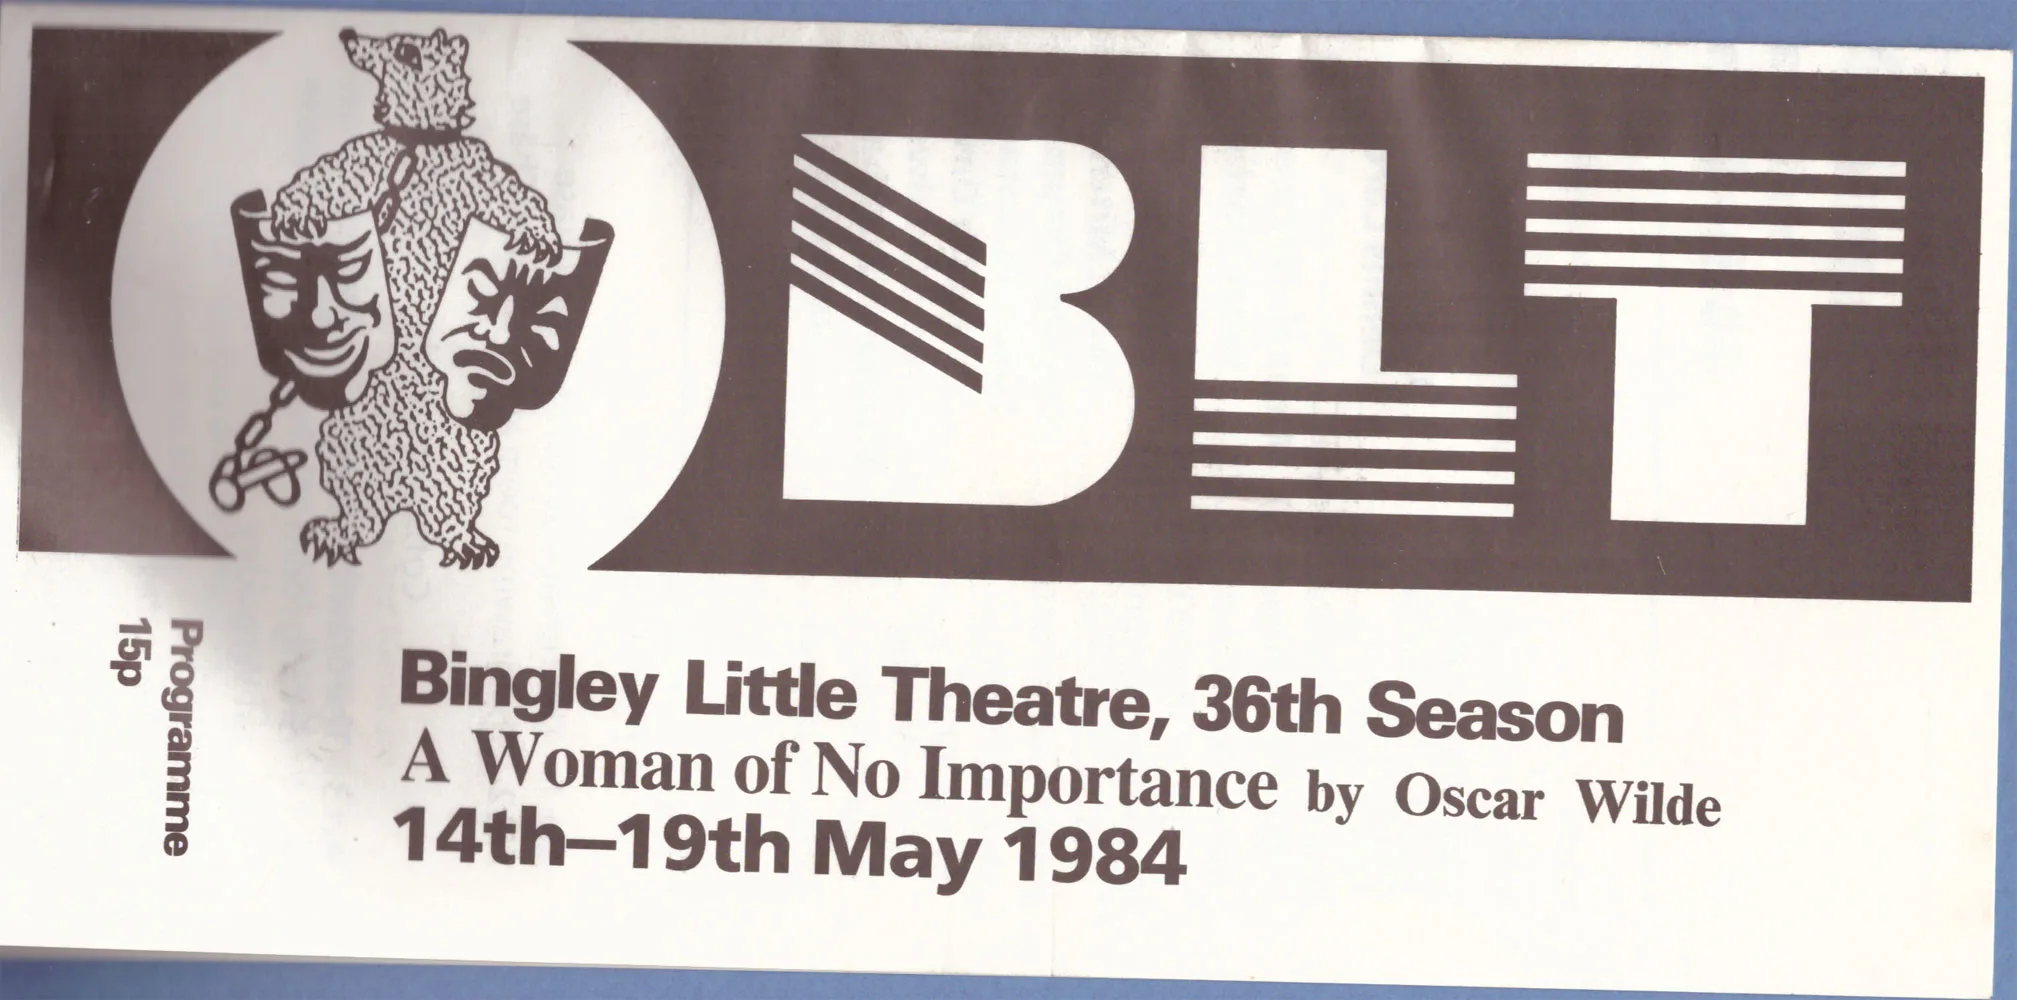 BLT
Programme
15p
Bingley Little Theatre, 36th Season
A Woman of No Importance by Oscar Wilde
14th–19th May 1984